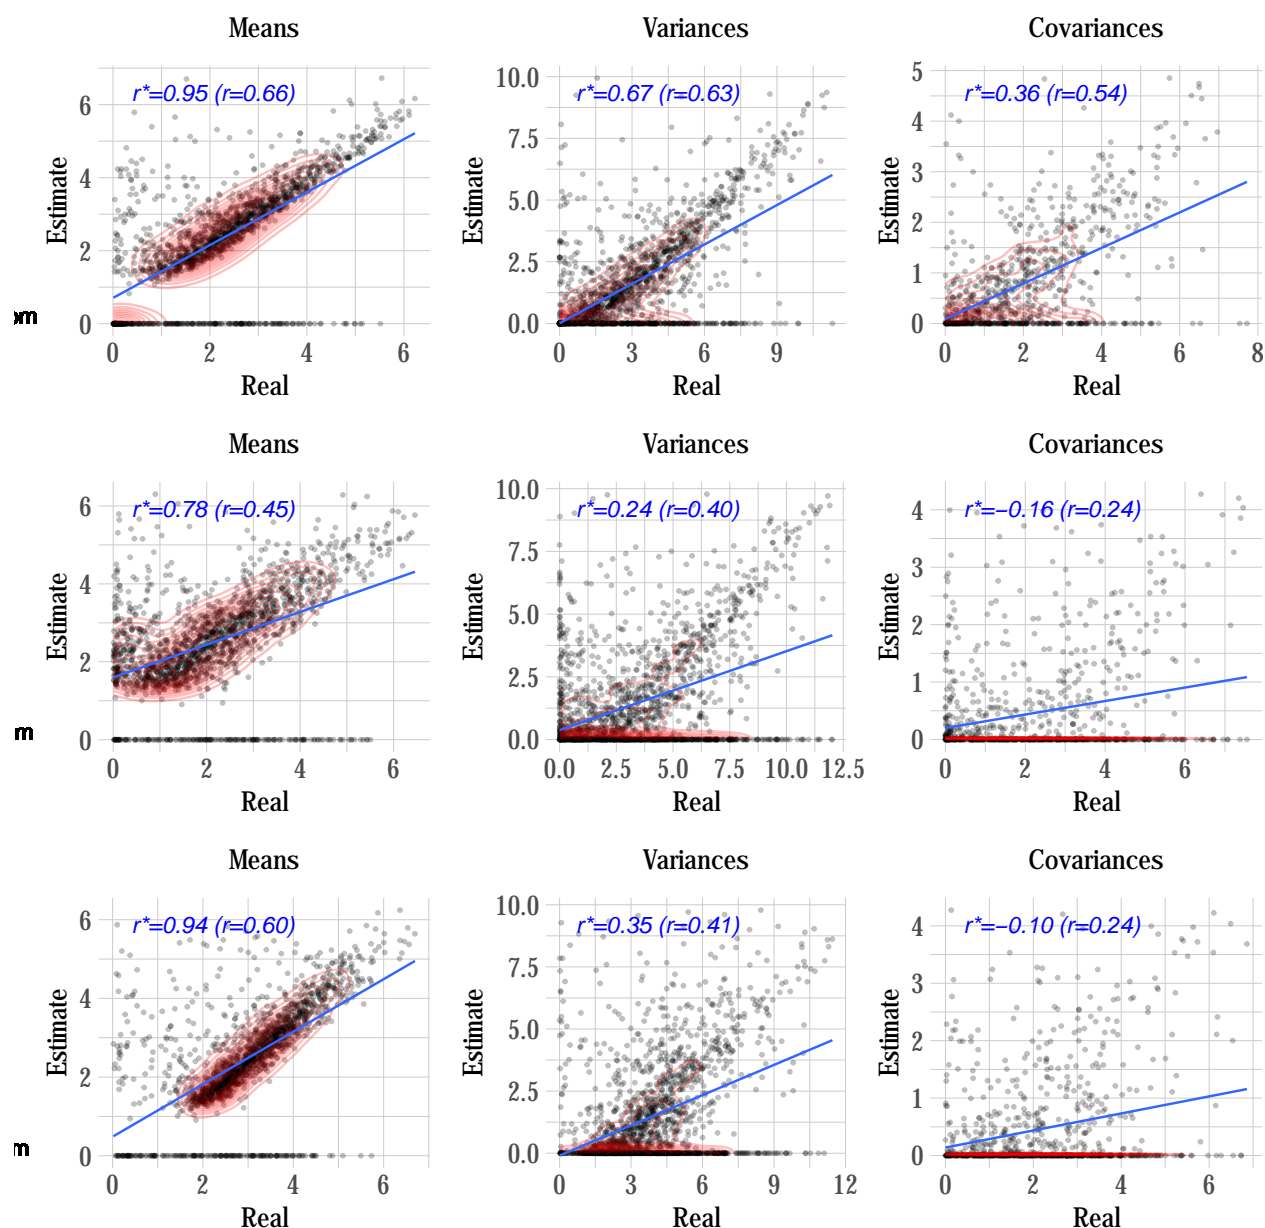 Means Variances Covariances
r*=0.95 (r=0.66) r*=0.67 (r=0.63) r*=0.36 (r=0.54)
Estimate Estimate Estimate
6 4 2 0
10.0 7.5 5.0 2.5 0.0
5 4 3 2 1 0
m
0 2 4 6
0 3 6 9
0 2 4 6 8
Real Real Real
Means Variances Covariances
r*=0.78 (r=0.45) r*=0.24 (r=0.40) r*=−0.16 (r=0.24)
Estimate Estimate Estimate
6 4 2 0
10.0 7.5 5.0 2.5 0.0
4 3 2 1 0
m
0 2 4 6
0.0 2.5 5.0 7.5 10.0 12.5
0 2 4 6
Real Real Real
Means Variances Covariances
r*=0.94 (r=0.60) r*=0.35 (r=0.41) r*=−0.10 (r=0.24)
Estimate Estimate Estimate
6 4 2 0
10.0 7.5 5.0 2.5 0.0
4 3 2 1 0
0 2 4 6
0 3 6 9 12
0 2 4 6
Real Real Real